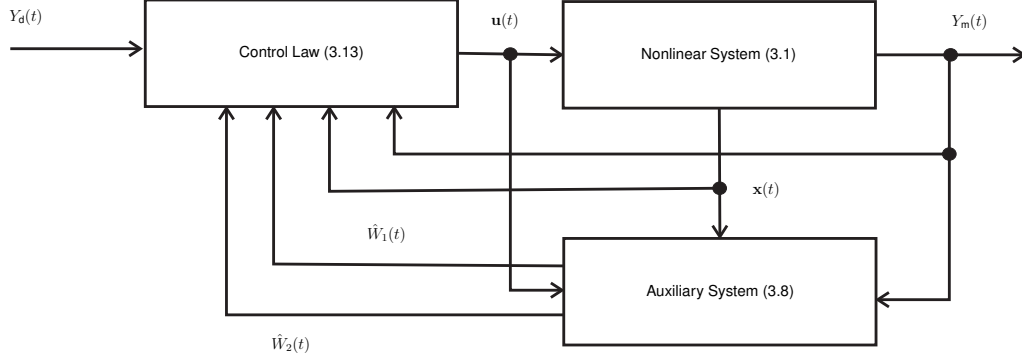 Y_d(t)
u(t)
Y_m(t)
Control Law (3.13)
Nonlinear System (3.1)
x(t)
Ŵ_1(t)
Auxiliary System (3.8)
Ŵ_2(t)